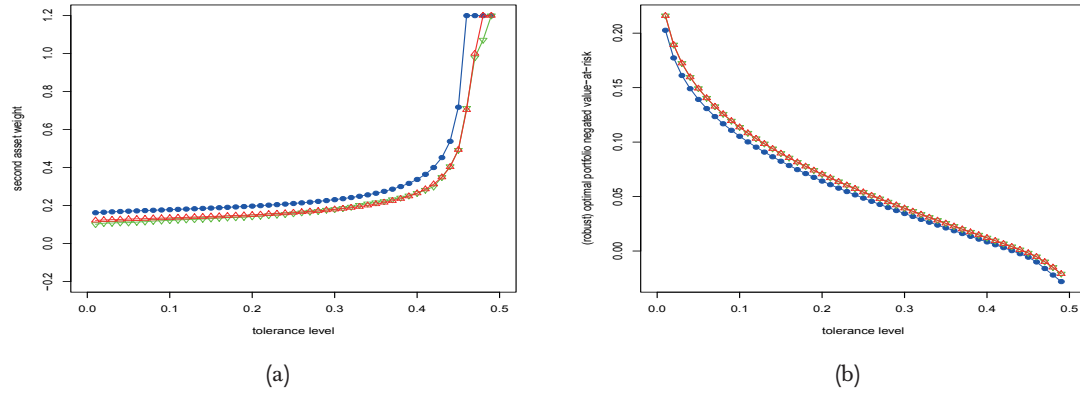 second asset weight
1.2
1.0
0.8
0.6
0.4
0.2
0.0
−0.2
0.0 0.1 0.2 0.3 0.4 0.5
tolerance level
(a)
(robust) optimal portfolio negated value−at−risk
0.20
0.15
0.10
0.05
0.00
0.0 0.1 0.2 0.3 0.4 0.5
tolerance level
(b)